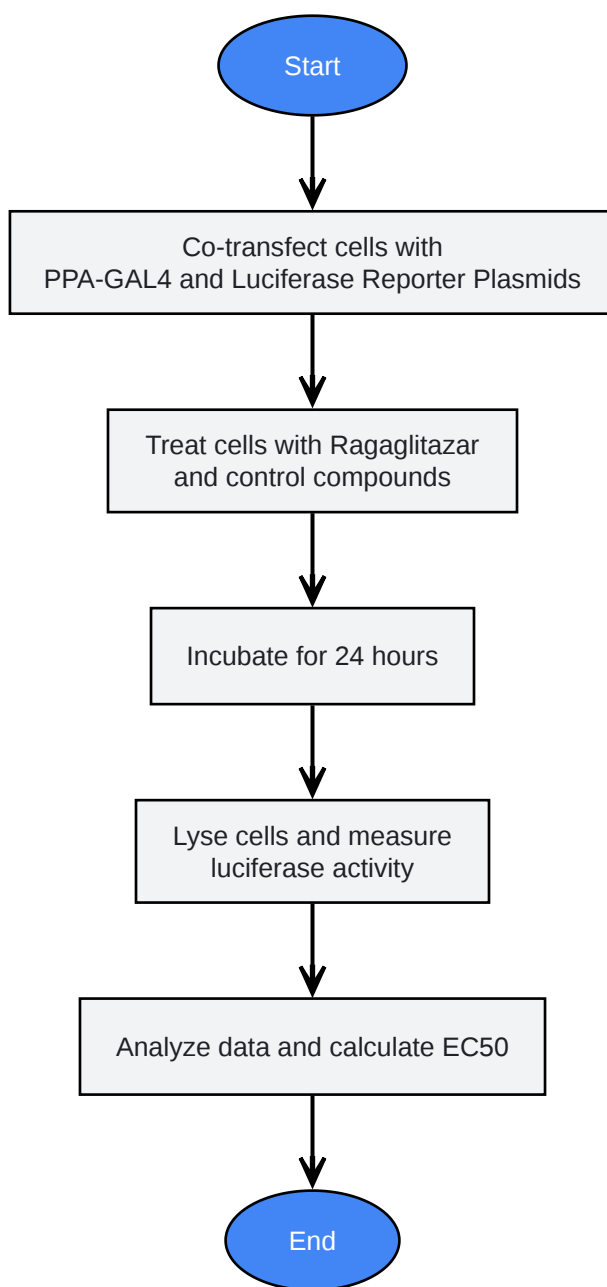 Start
Co-transfect cells with
PPA-GAL4 and Luciferase Reporter Plasmids
Treat cells with Ragaglitazar
and control compounds
Incubate for 24 hours
Lyse cells and measure
luciferase activity
Analyze data and calculate EC50
End